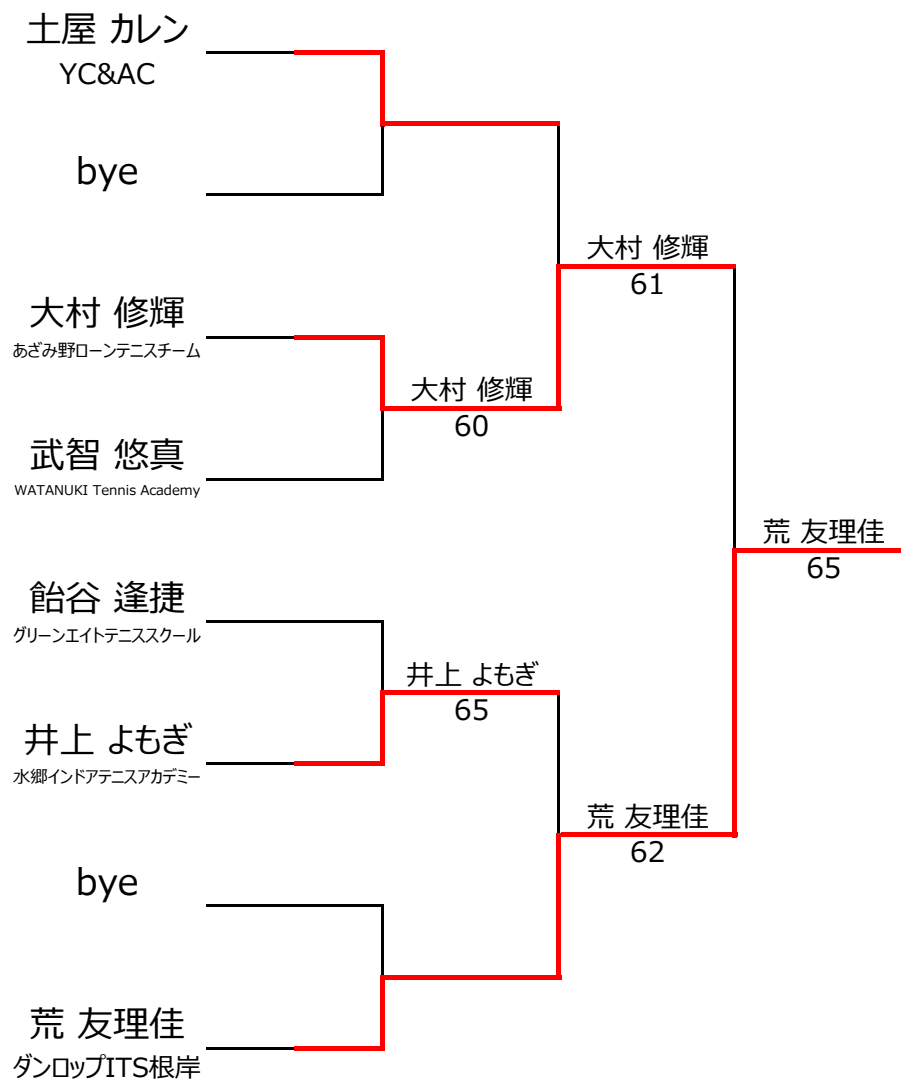 土屋 カレン
YC&AC
bye
大村 修輝
61
大村 修輝
あざみ野ローンテニスチーム
大村 修輝
60
武智 悠真
WATANUKI Tennis Academy
荒 友理佳
65
飴谷 逢捷
グリーンエイトテニススクール
井上 よもぎ
65
井上 よもぎ
水郷インドアテニスアカデミー
荒 友理佳
62
bye
荒 友理佳
ダンロップITS根岸